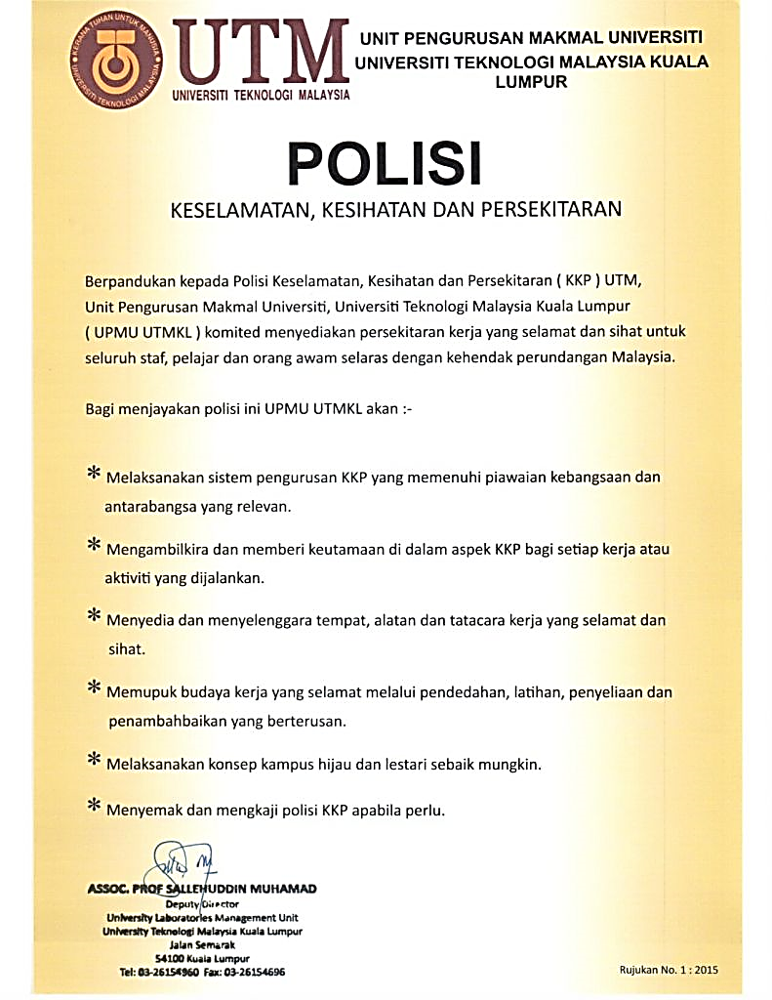 KERANA TUHAN UNTUK MANUSIA
UNIVERSITI TEKNOLOGI MALAYSIA
UTM
UNIVERSITI TEKNOLOGI MALAYSIA
UNIT PENGURUSAN MAKMAL UNIVERSITI
UNIVERSITI TEKNOLOGI MALAYSIA KUALA
LUMPUR
POLISI
KESELAMATAN, KESIHATAN DAN PERSEKITARAN
Berpandukan kepada Polisi Keselamatan, Kesihatan dan Persekitaran ( KKP ) UTM,
Unit Pengurusan Makmal Universiti, Universiti Teknologi Malaysia Kuala Lumpur
( UPMU UTMKL ) komited menyediakan persekitaran kerja yang selamat dan sihat untuk
seluruh staf, pelajar dan orang awam selaras dengan kehendak perundangan Malaysia.
Bagi menjayakan polisi ini UPMU UTMKL akan :-
* Melaksanakan sistem pengurusan KKP yang memenuhi piawaian kebangsaan dan
antarabangsa yang relevan.
* Mengambilkira dan memberi keutamaan di dalam aspek KKP bagi setiap kerja atau
aktiviti yang dijalankan.
* Menyedia dan menyelenggara tempat, alatan dan tatacara kerja yang selamat dan
sihat.
* Memupuk budaya kerja yang selamat melalui pendedahan, latihan, penyeliaan dan
penambahbaikan yang berterusan.
* Melaksanakan konsep kampus hijau dan lestari sebaik mungkin.
* Menyemak dan mengkaji polisi KKP apabila perlu.
ASSOC. PROF SALLEHUDDIN MUHAMAD
Deputy Director
University Laboratories Management Unit
University Teknologi Malaysia Kuala Lumpur
Jalan Semarak
54100 Kuala Lumpur
Tel: 03-26154960 Fax: 03-26154696
Rujukan No. 1 : 2015